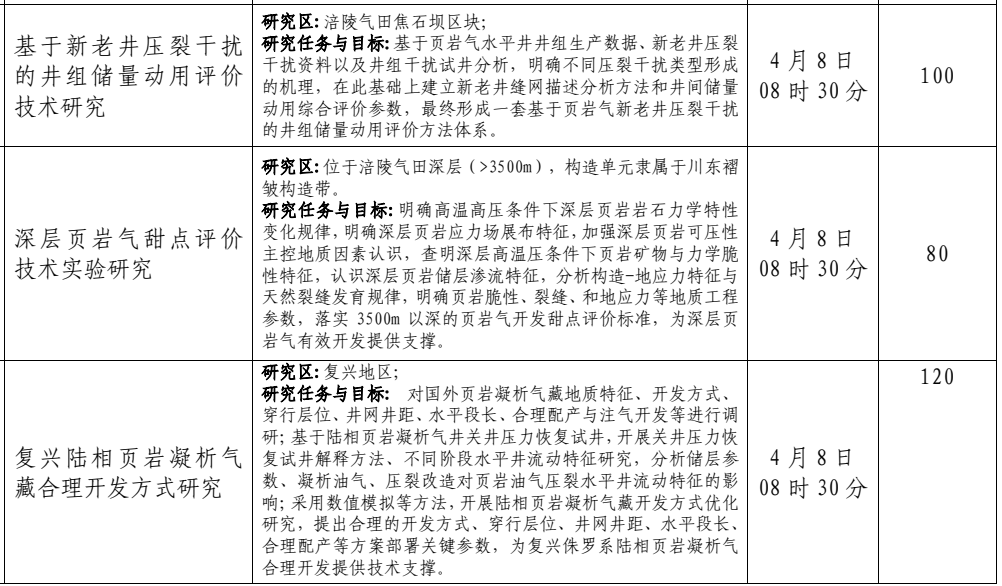 基于新老井压裂干扰
的井组储量动用评价
技术研究
研究区:涪陵气田焦石坝区块;
研究任务与目标:基于页岩气水平井井组生产数据、新老井压裂
干扰资料以及井组干扰试井分析，明确不同压裂干扰类型形成
的机理，在此基础上建立新老井缝网描述分析方法和井间储量
动用综合评价参数，最终形成一套基于页岩气新老井压裂干扰
的井组储量动用评价方法体系。
4月8日
08时30分
100
深层页岩气甜点评价
技术实验研究
研究区:位于涪陵气田深层（>3500m），构造单元隶属于川东褶
皱构造带。
研究任务与目标:明确高温高压条件下深层页岩岩石力学特性
变化规律，明确深层页岩应力场展布特征，加强深层页岩可压性
主控地质因素认识，查明深层高温压条件下页岩矿物与力学脆
性特征，认识深层页岩储层渗流特征，分析构造-地应力特征与
天然裂缝发育规律，明确页岩脆性、裂缝、和地应力等地质工程
参数，落实 3500m 以深的页岩气开发甜点评价标准，为深层页
岩气有效开发提供支撑。
4月8日
08时30分
80
复兴陆相页岩凝析气
藏合理开发方式研究
研究区:复兴地区;
研究任务与目标: 对国外页岩凝析气藏地质特征、开发方式、
穿行层位、井网井距、水平段长、合理配产与注气开发等进行调
研;基于陆相页岩凝析气井关井压力恢复试井，开展关井压力恢
复试井解释方法、不同阶段水平井流动特征研究，分析储层参
数、凝析油气、压裂改造对页岩油气压裂水平井流动特征的影
响;采用数值模拟等方法，开展陆相页岩凝析气藏开发方式优化
研究，提出合理的开发方式、穿行层位、井网井距、水平段长、
合理配产等方案部署关键参数，为复兴侏罗系陆相页岩凝析气
合理开发提供技术支撑。
4月8日
08时30分
120